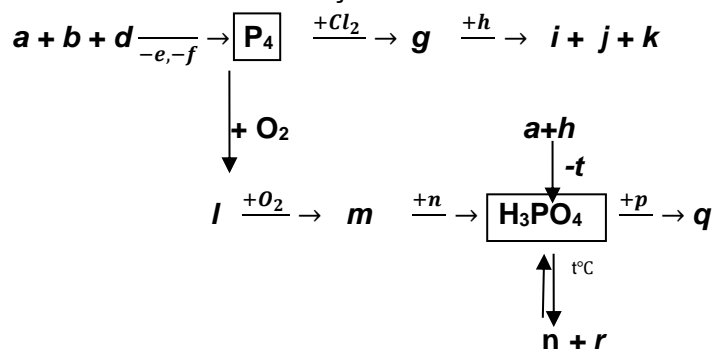 a + b + d −e,−f → P₄ +Cl₂ → g +h → i + j + k
+ O₂ a+h
-t
l +O₂ → m +n → H₃PO₄ +p → q
t°C
n + r